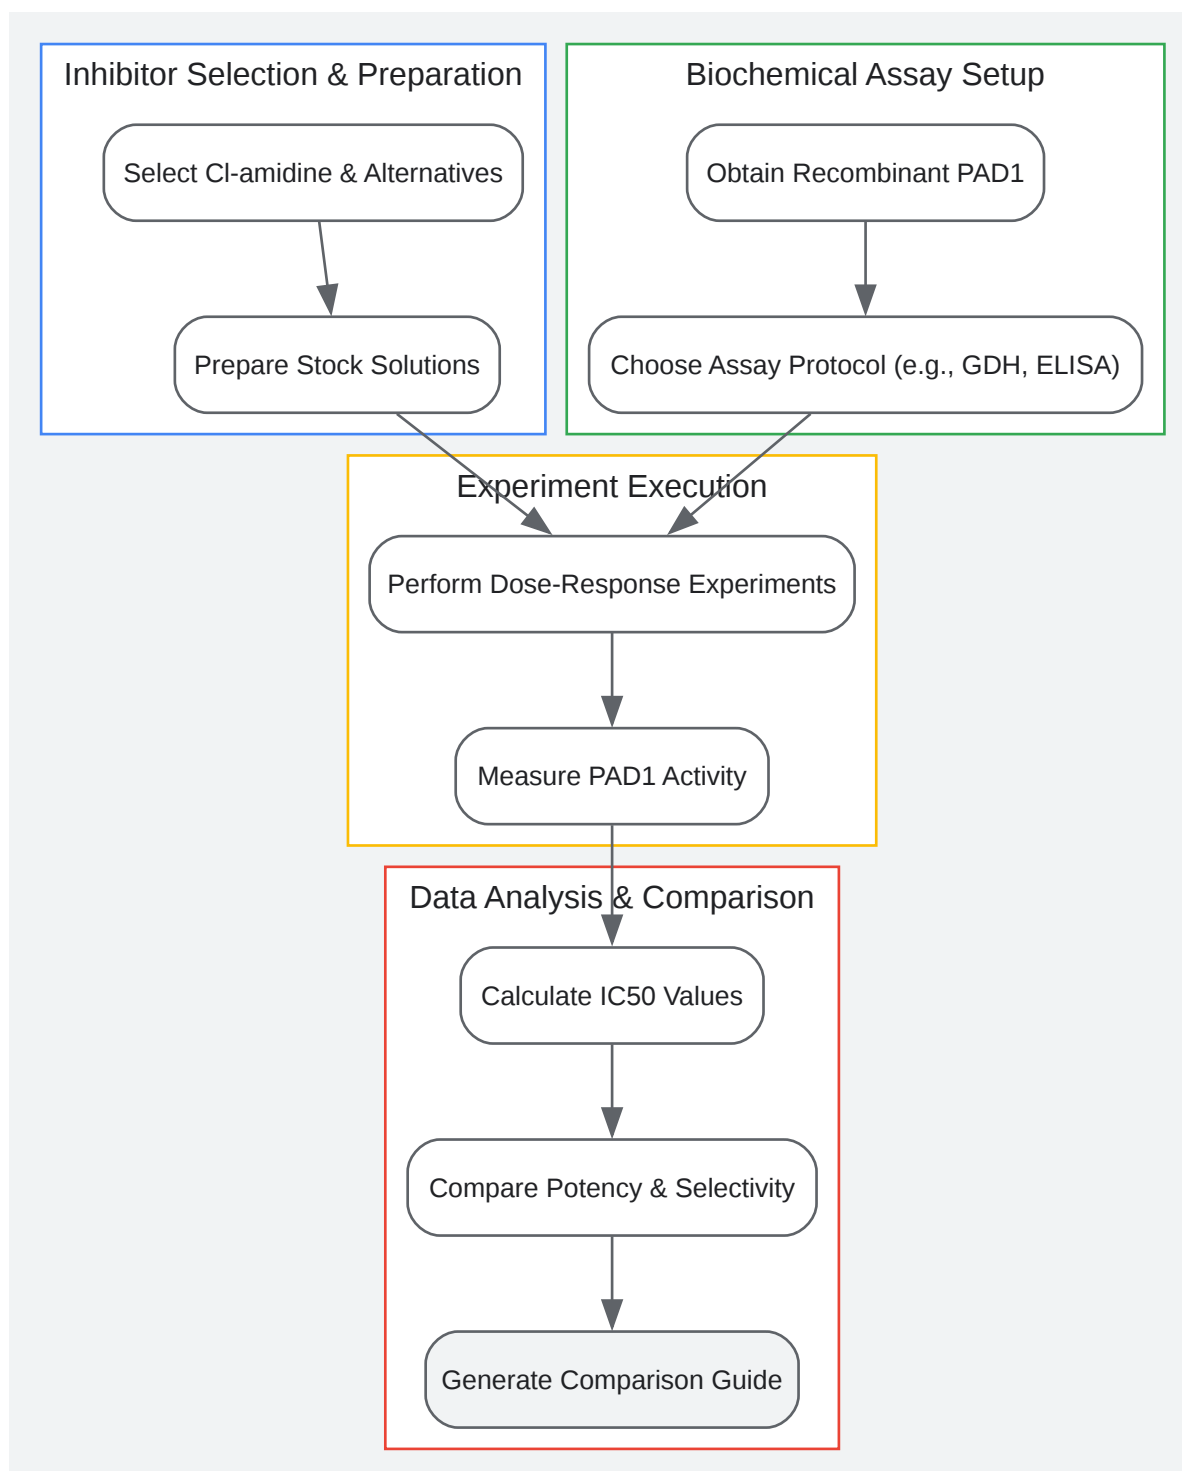 Inhibitor Selection & Preparation
Select Cl-amidine & Alternatives
Prepare Stock Solutions
Biochemical Assay Setup
Obtain Recombinant PAD1
Choose Assay Protocol (e.g., GDH, ELISA)
Experiment Execution
Perform Dose-Response Experiments
Measure PAD1 Activity
Data Analysis & Comparison
Calculate IC50 Values
Compare Potency & Selectivity
Generate Comparison Guide